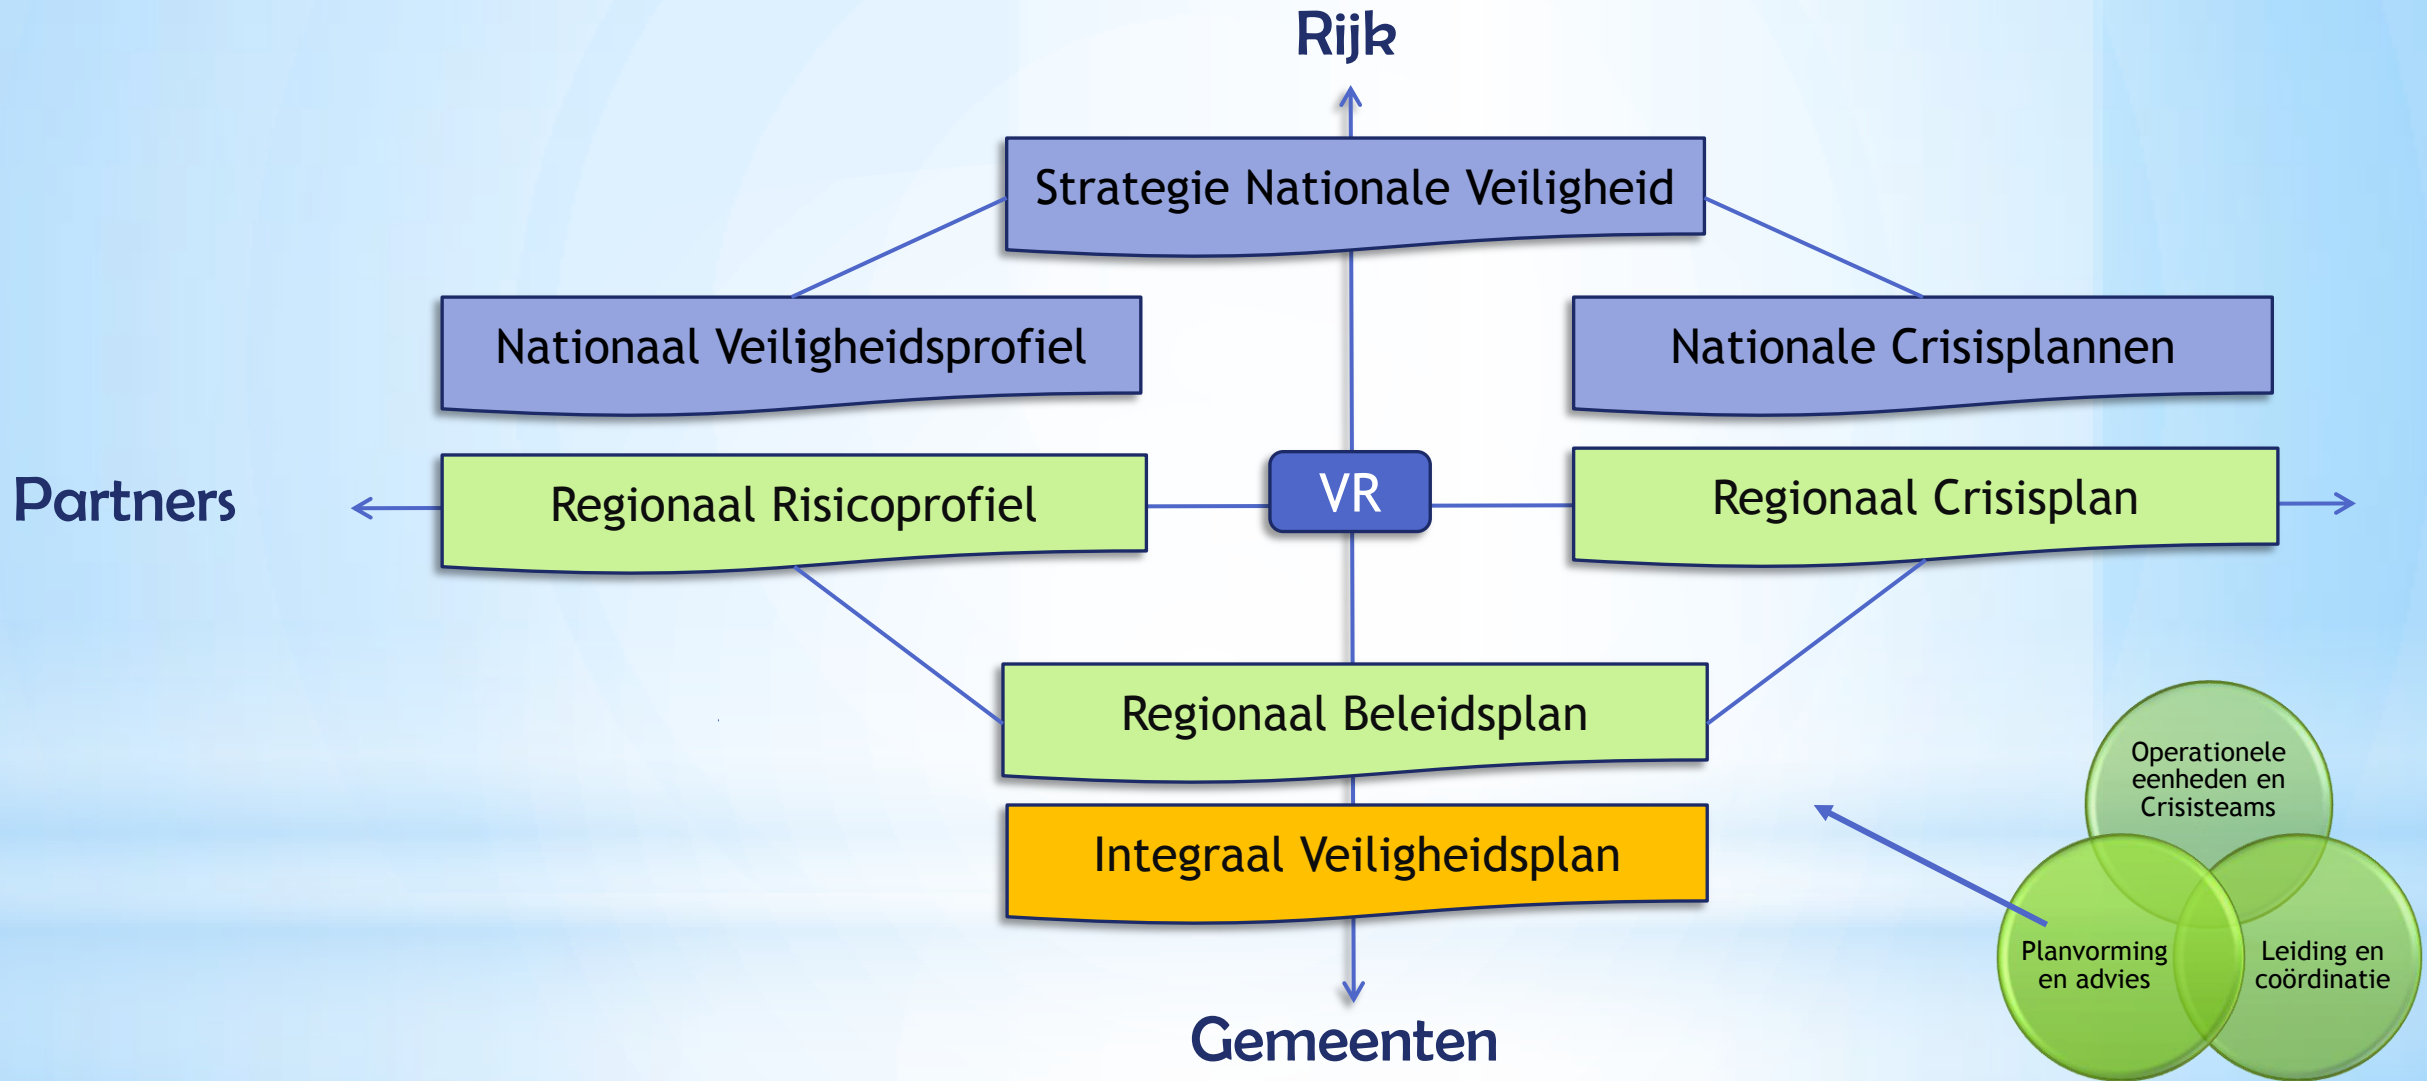 Rijk
Strategie Nationale Veiligheid
Nationaal Veiligheidsprofiel
Nationale Crisisplannen
Partners
Regionaal Risicoprofiel
VR
Regionaal Crisisplan
Regionaal Beleidsplan
Integraal Veiligheidsplan
Gemeenten
Operationele
eenheden en
Crisisteams
Planvorming
en advies
Leiding en
coördinatie